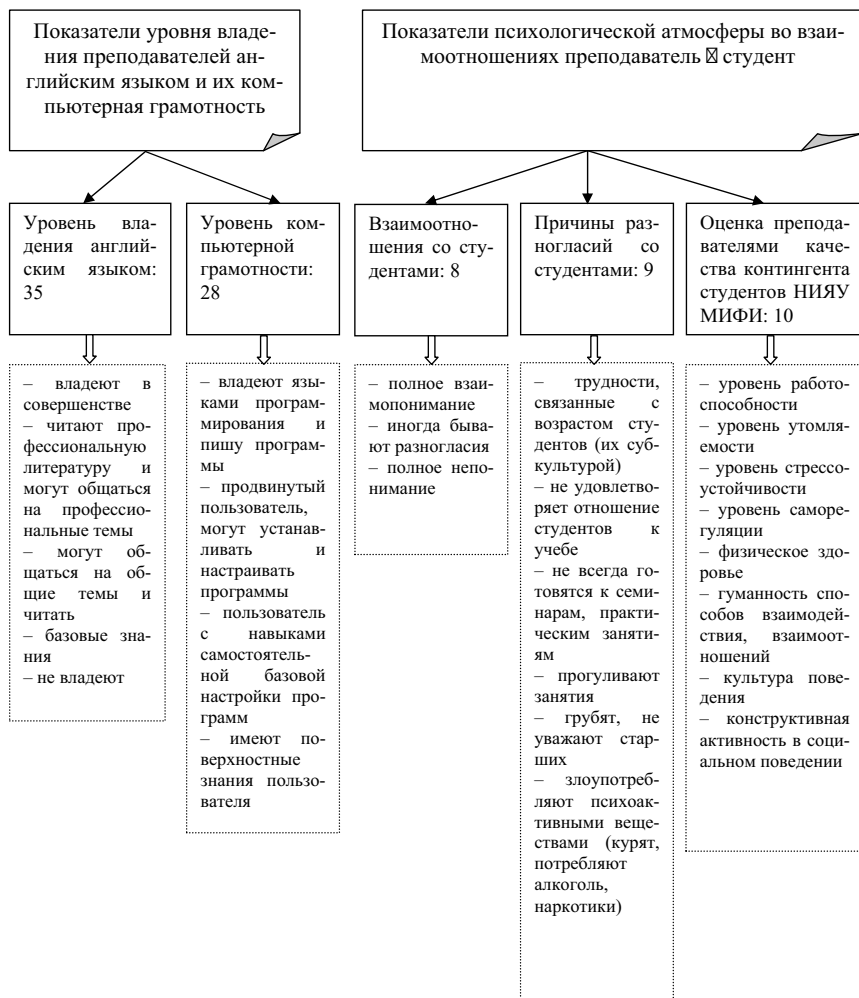 Показатели уровня владе-
ния преподавателей ан-
глийским языком и их ком-
пьютерная грамотность
Показатели психологической атмосферы во взаи-
моотношениях преподаватель студент
Уровень вла-
дения англий-
ским языком:
35
Уровень ком-
пьютерной
грамотности:
28
Взаимоотно-
шения со сту-
дентами: 8
Причины раз-
ногласий со
студентами: 9
Оценка препода-
вателями качес-
ства контингента
студентов НИЯУ
МИФИ: 10
– владеют в
совершенстве
– читают про-
фессиональную
литературу и
могут общаться
на профессио-
нальные темы
– могут об-
щаться на об-
щие темы и
читать
– базовые зна-
ния
– не владеют
– владеют язы-
ками програм-
мирования и
пишу програм-
мы
– продвинутый
пользователь,
могут устана-
вливать и
настраивать
программы
– пользователь
с навыками
самостоятель-
ной базовой
настройки про-
грамм
– имеют по-
верхностные
знания пользо-
вателя
– полное взаи-
мопонимание
– иногда быва-
ют разногласия
– полное непо-
нимание
– трудности,
связанные с
возрастом сту-
дентов (их суб-
культурой)
– не удовлетво-
ряет отношение
студентов к
учебе
– не всегда го-
товятся к семи-
нарам, практи-
ческим заняти-
ям
– прогуливают
занятия
– грубят, не
уважают стар-
ших
– злоупотреб-
ляют психоак-
тивными веще-
ствами (курят,
потребляют
алкоголь,
наркотики)
– уровень работо-
способности
– уровень утомля-
емости
– уровень стрессо-
устойчивости
– уровень саморе-
гуляции
– физическое здо-
ровье
– гуманность спо-
собов взаимодей-
ствия, взаимоот-
ношений
– культура пове-
дения
– конструктивная
активность в соци-
альном поведении